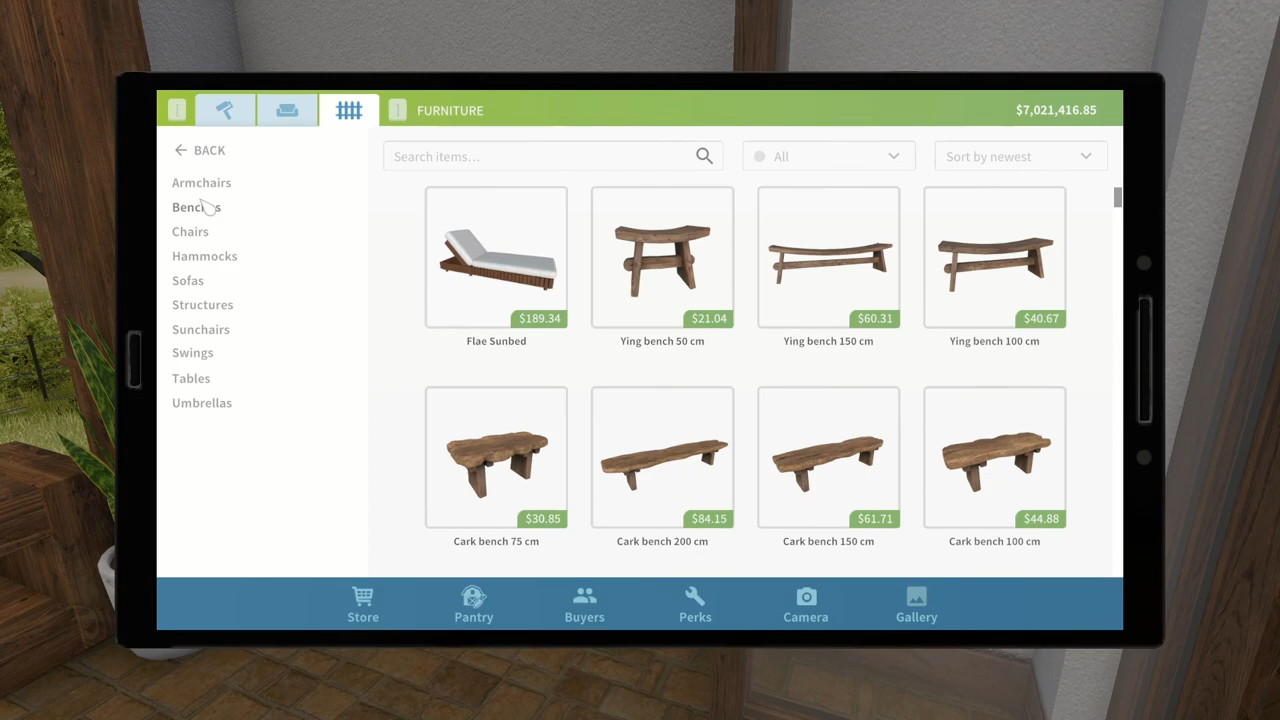 [ ] FURNITURE $7,021,416.85
BACK
Search items...
All
Sort by newest
Armchairs
Benches
Chairs
Hammocks
Sofas
Structures
Sunchairs
Swings
Tables
Umbrellas
$189.34
$21.04
$60.31
$40.67
Flae Sunbed
Ying bench 50 cm
Ying bench 150 cm
Ying bench 100 cm
$30.85
$84.15
$61.71
$44.88
Cark bench 75 cm
Cark bench 200 cm
Cark bench 150 cm
Cark bench 100 cm
Store
Pantry
Buyers
Perks
Camera
Gallery